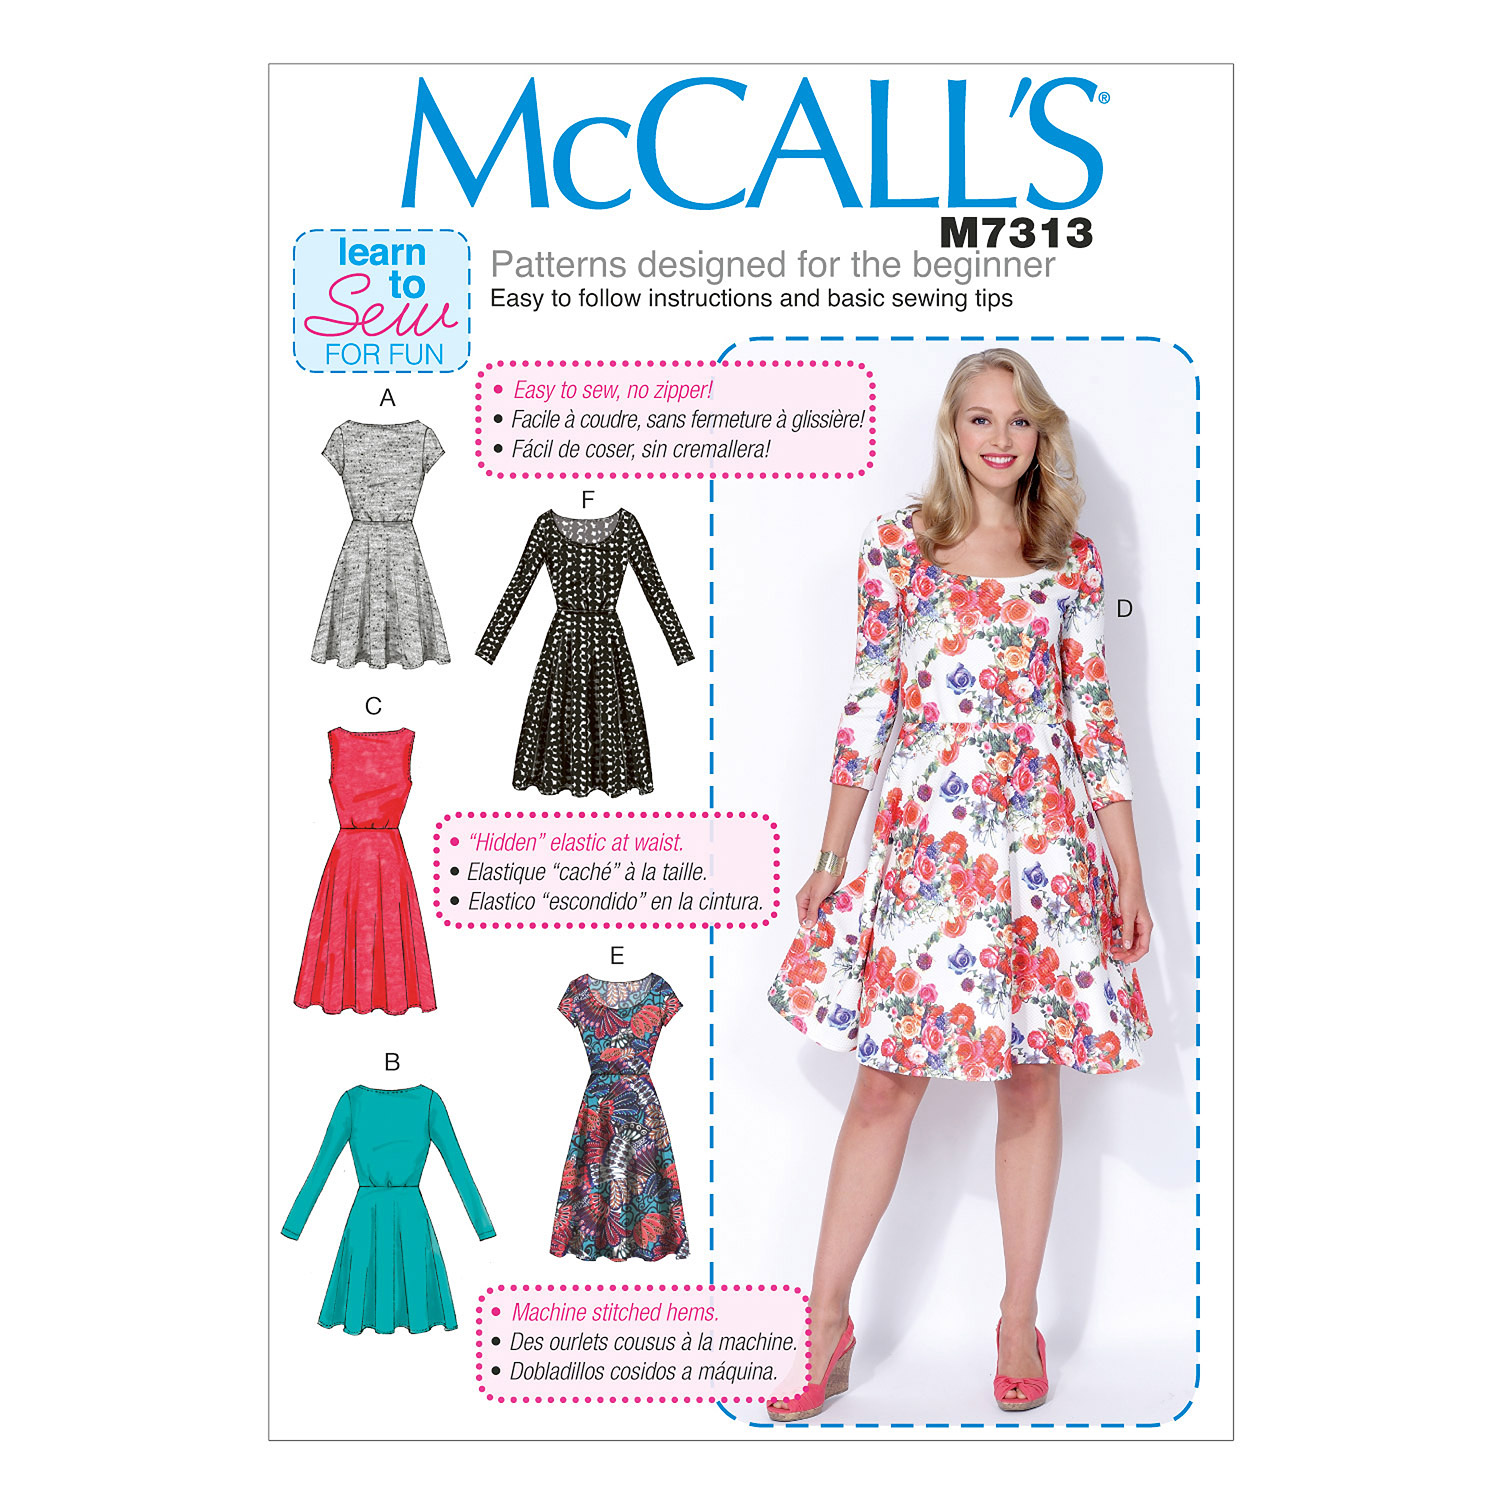 McCALL'S®
M7313
learn
to
Sew
FOR FUN
Patterns designed for the beginner
Easy to follow instructions and basic sewing tips
• Easy to sew, no zipper!
• Facile à coudre, sans fermeture à glissière!
• Fácil de coser, sin cremallera!
A
F
D
C
• “Hidden” elastic at waist.
• Elastique “caché” à la taille.
• Elastico “escondido” en la cintura.
E
B
• Machine stitched hems.
• Des ourlets cousus à la machine.
• Dobladillos cosidos a máquina.